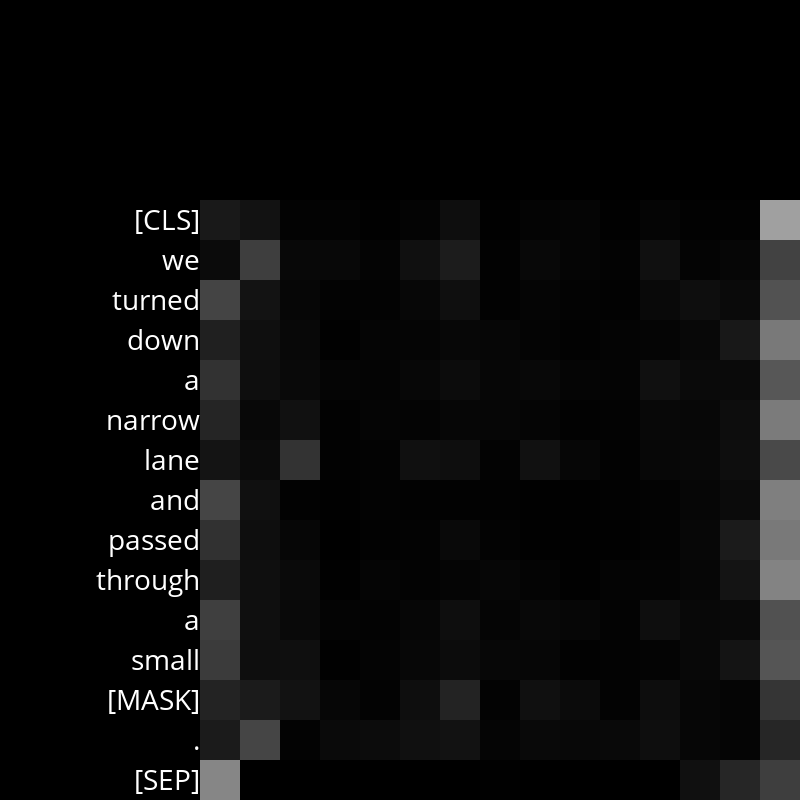 [CLS]
we
turned
down
a
narrow
lane
and
passed
through
a
small
[MASK]
.
[SEP]